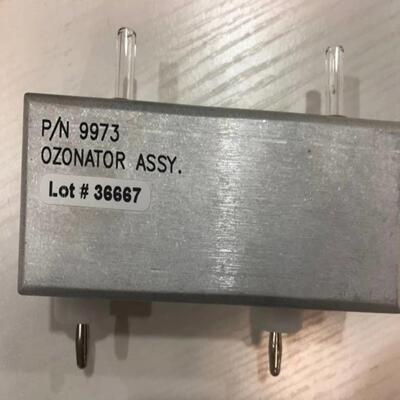 P/N 9973
OZONATOR ASSY.
Lot # 36667